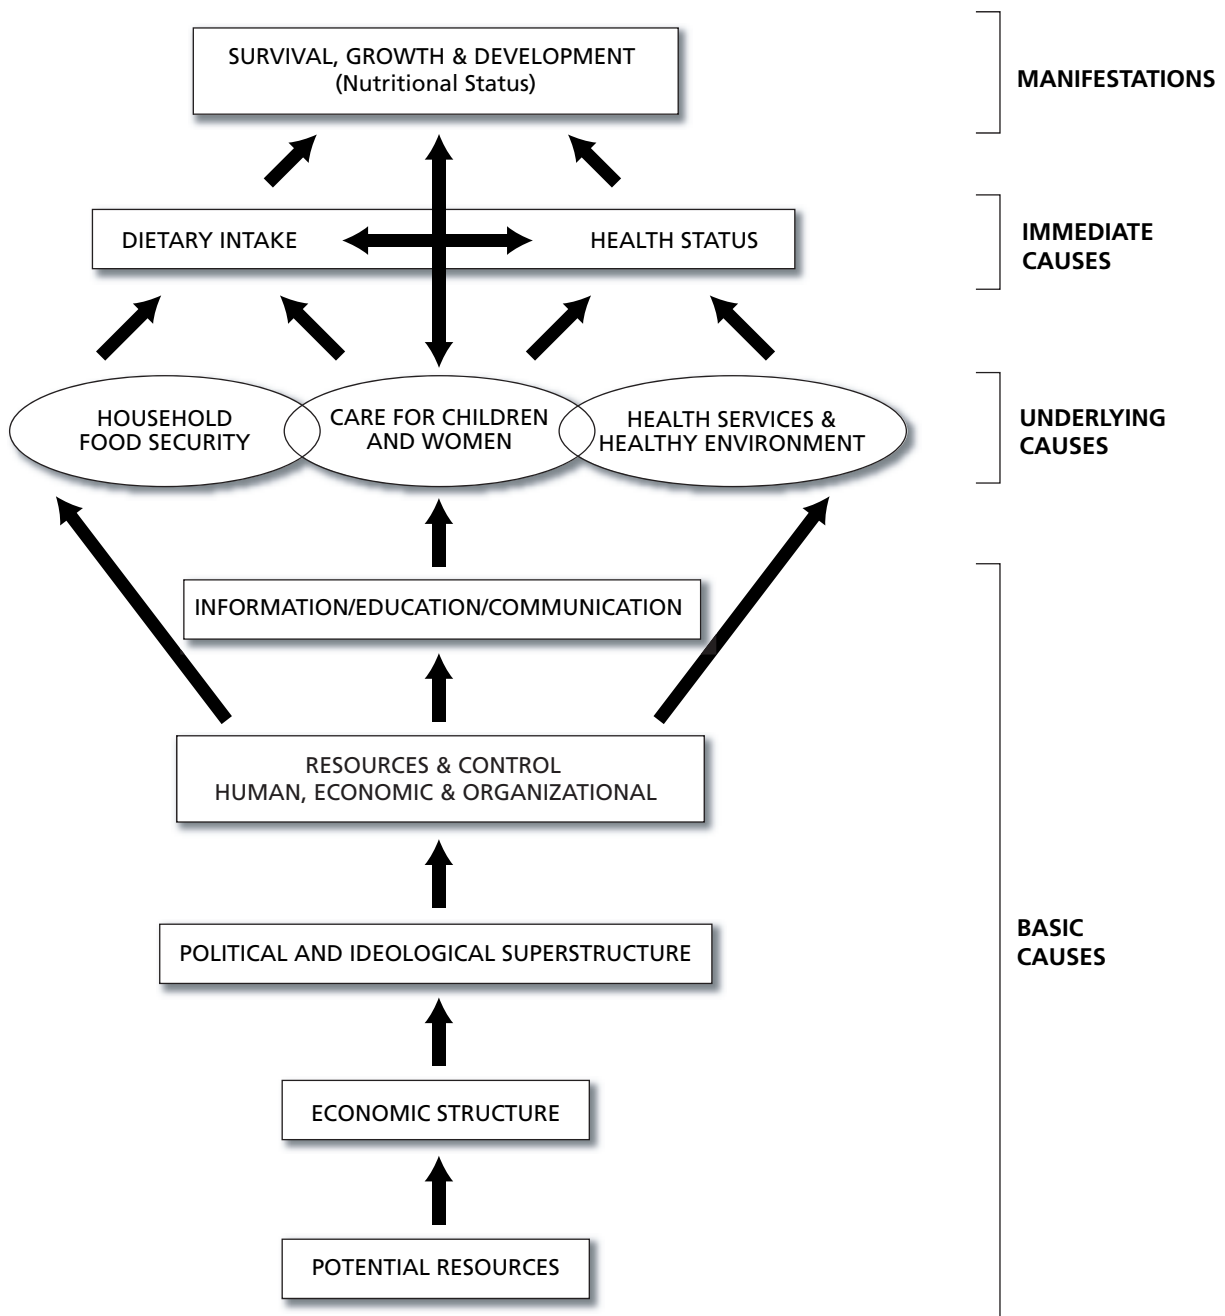 SURVIVAL, GROWTH & DEVELOPMENT
(Nutritional Status)
MANIFESTATIONS
DIETARY INTAKE
HEALTH STATUS
IMMEDIATE
CAUSES
HOUSEHOLD
FOOD SECURITY
CARE FOR CHILDREN
AND WOMEN
HEALTH SERVICES &
HEALTHY ENVIRONMENT
UNDERLYING
CAUSES
INFORMATION/EDUCATION/COMMUNICATION
RESOURCES & CONTROL
HUMAN, ECONOMIC & ORGANIZATIONAL
POLITICAL AND IDEOLOGICAL SUPERSTRUCTURE
BASIC
CAUSES
ECONOMIC STRUCTURE
POTENTIAL RESOURCES